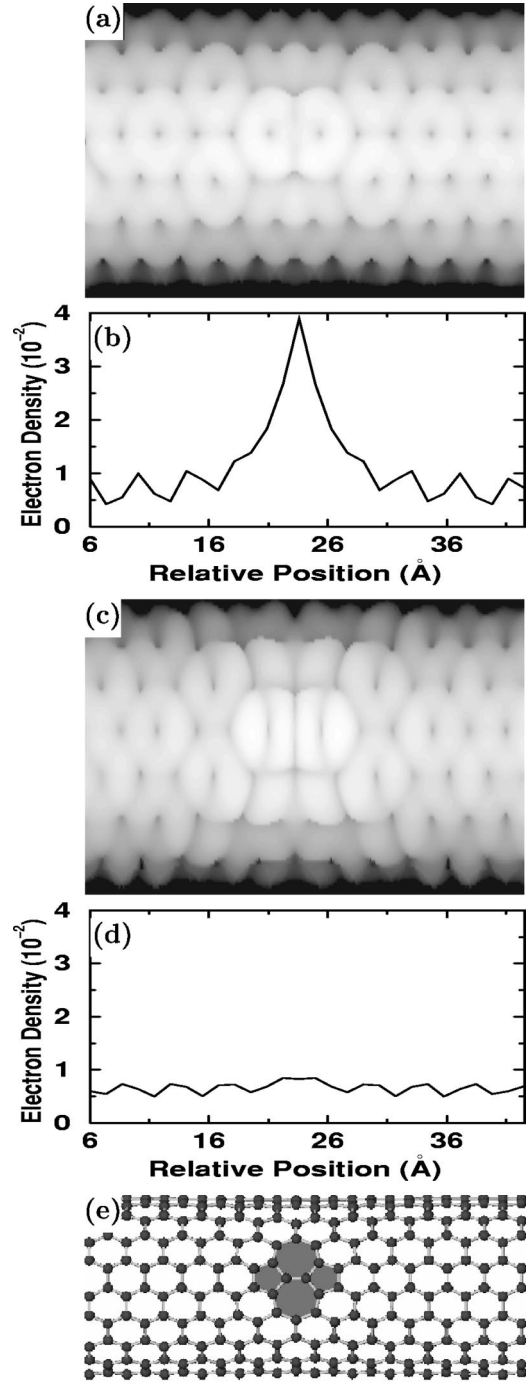 (a)
(b)
Electron Density (10⁻²)
4
3
2
1
0
6 16 26 36
Relative Position (Å)
(c)
(d)
Electron Density (10⁻²)
4
3
2
1
0
6 16 26 36
Relative Position (Å)
(e)